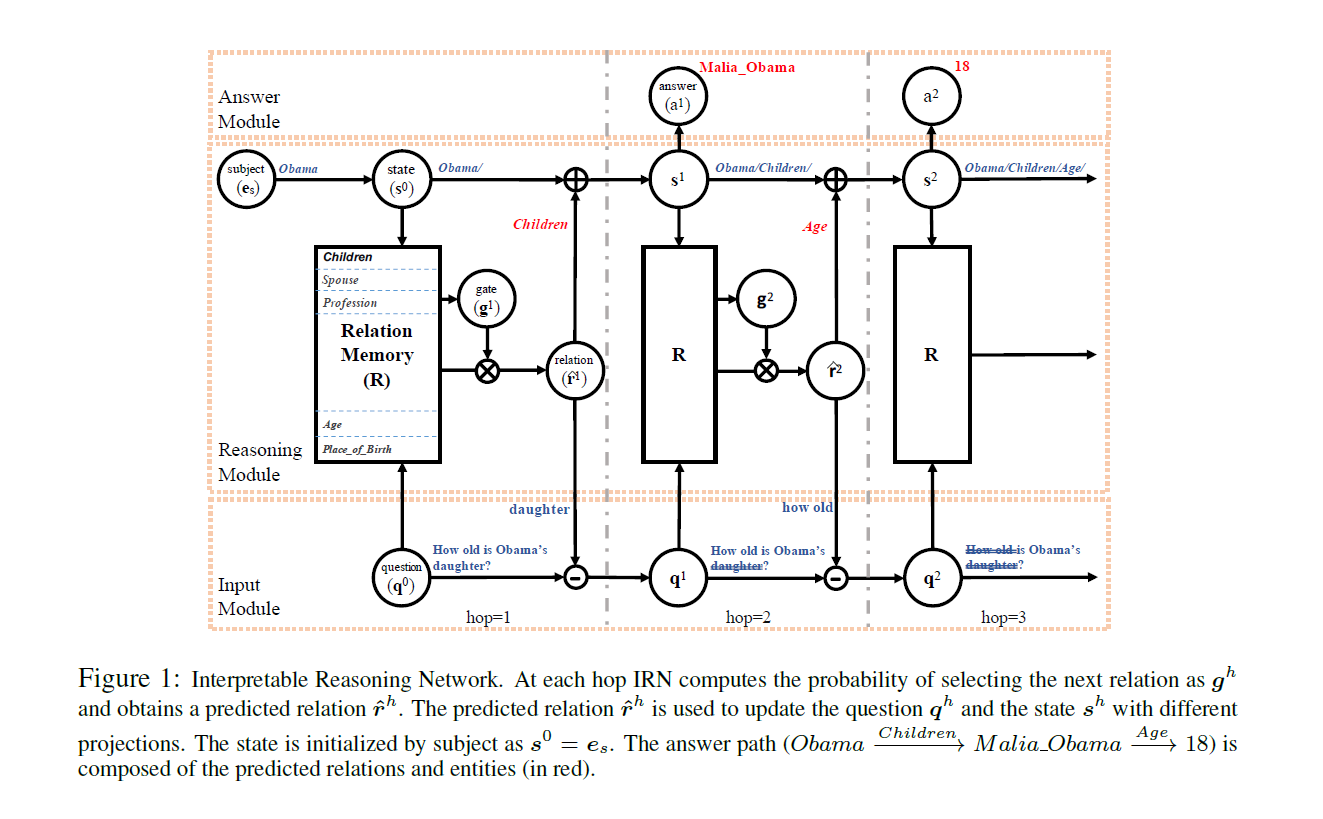 Malia_Obama
18
answer
(a¹)
a²
Answer
Module
subject
(eₛ)
Obama
state
(s⁰)
Obama/
s¹
Obama/Children/
s²
Obama/Children/Age/
Children
Age
Children
Spouse
Profession
Relation
Memory
(R)
Age
Place_of_Birth
gate
(g¹)
relation
(r̂¹)
R
g²
r̂²
R
Reasoning
Module
daughter
how old
question
(q⁰)
How old is Obama's
daughter?
q¹
How old is Obama's
daughter?
q²
How old is Obama's
daughter?
Input
Module
hop=1
hop=2
hop=3
Figure 1: Interpretable Reasoning Network. At each hop IRN computes the probability of selecting the next relation as gʰ
and obtains a predicted relation r̂ʰ. The predicted relation r̂ʰ is used to update the question qʰ and the state sʰ with different
projections. The state is initialized by subject as s⁰ = eₛ. The answer path (Obama —Children→ Malia_Obama —Age→ 18) is
composed of the predicted relations and entities (in red).